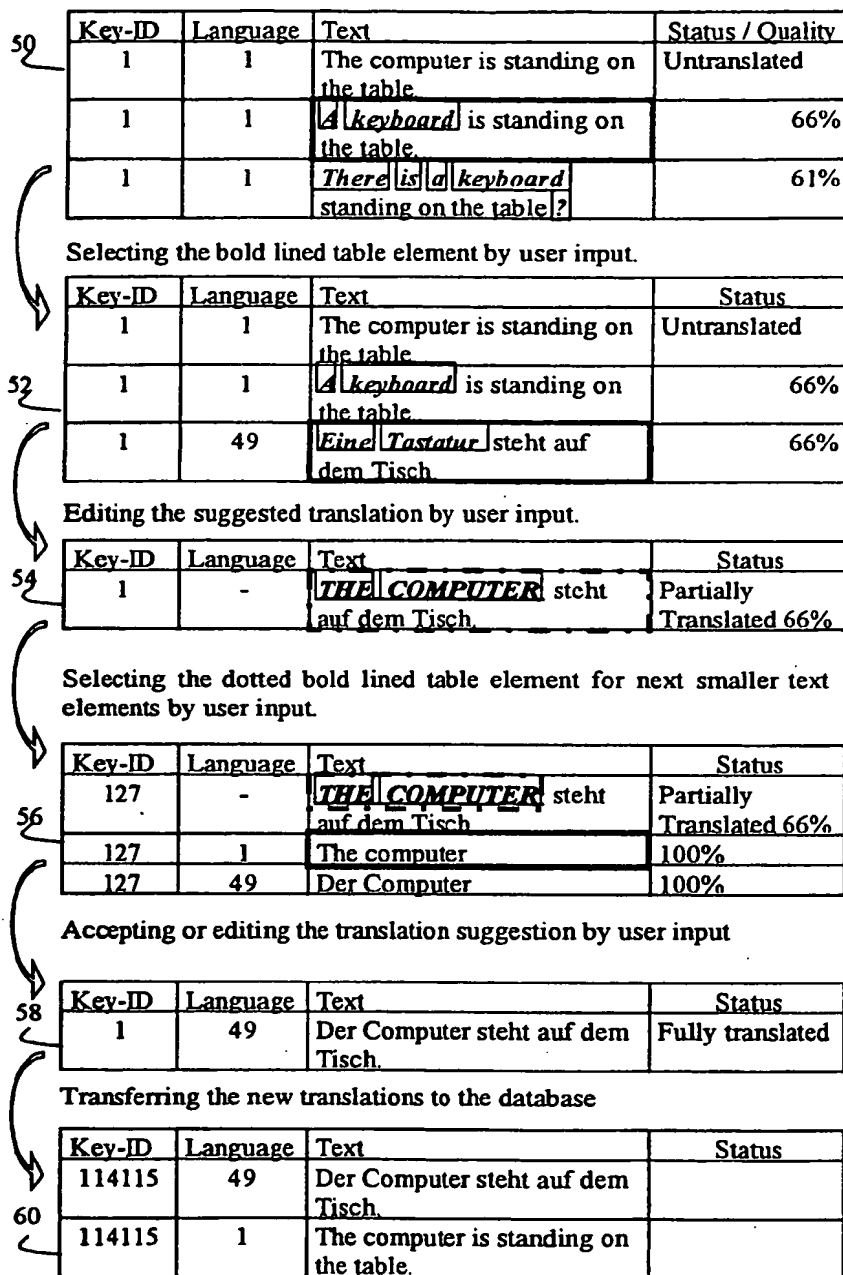 Key-ID Language Text Status / Quality
50
1 1 The computer is standing on Untranslated
the table.
1 1 A keyboard is standing on 66%
the table.
1 1 There is a keyboard 61%
standing on the table ?
Selecting the bold lined table element by user input.
Key-ID Language Text Status
1 1 The computer is standing on Untranslated
the table.
52
1 1 A keyboard is standing on 66%
the table.
1 49 Eine Tastatur steht auf 66%
dem Tisch.
Editing the suggested translation by user input.
Key-ID Language Text Status
54
1 - THE COMPUTER steht Partially
auf dem Tisch. Translated 66%
Selecting the dotted bold lined table element for next smaller text
elements by user input.
Key-ID Language Text Status
127 - THE COMPUTER steht Partially
auf dem Tisch Translated 66%
56
127 1 The computer 100%
127 49 Der Computer 100%
Accepting or editing the translation suggestion by user input
Key-ID Language Text Status
58
1 49 Der Computer steht auf dem Fully translated
Tisch.
Transferring the new translations to the database
Key-ID Language Text Status
114115 49 Der Computer steht auf dem
Tisch.
60
114115 1 The computer is standing on
the table.